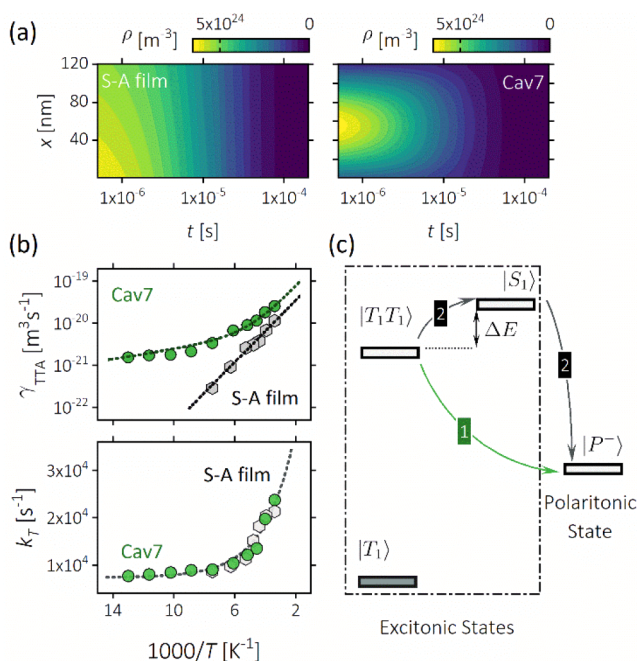 (a)
ρ [m⁻³] 5x10²⁴ 0
S-A film
ρ [m⁻³] 5x10²⁴ 0
Cav7
x [nm]
120
80
40
1x10⁻⁶ 1x10⁻⁵ 1x10⁻⁴
t [s]
1x10⁻⁶ 1x10⁻⁵ 1x10⁻⁴
t [s]
(b)
γTTA [m³s⁻¹]
10⁻¹⁹
10⁻²⁰
10⁻²¹
10⁻²²
Cav7
S-A film
kT [s⁻¹]
3x10⁴
2x10⁴
1x10⁴
S-A film
Cav7
14 10 6 2
1000/T [K⁻¹]
(c)
|S₁⟩
|T₁T₁⟩
2
ΔE
2
1
|P⁻⟩
Polaritonic
State
|T₁⟩
Excitonic States